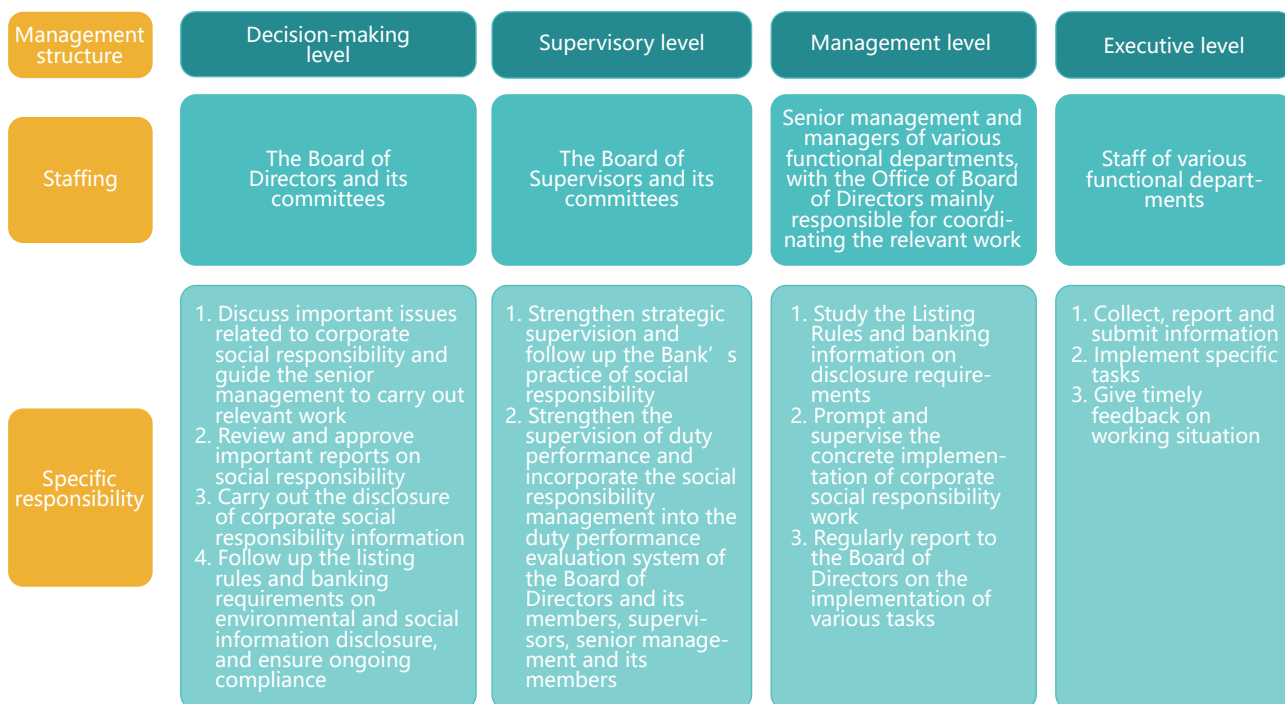 Management
structure
Decision-making
level
Supervisory level
Management level
Executive level
Staffing
The Board of
Directors and its
committees
The Board of
Supervisors and its
committees
Senior management and
managers of various
functional departments,
with the Office of Board
of Directors mainly
responsible for coordi-
nating the relevant work
Staff of various
functional depart-
ments
Specific
responsibility
1. Discuss important issues
related to corporate
social responsibility and
guide the senior
management to carry out
relevant work
2. Review and approve
important reports on
social responsibility
3. Carry out the disclosure
of corporate social
responsibility information
4. Follow up the listing
rules and banking
requirements on
environmental and social
information disclosure,
and ensure ongoing
compliance
1. Strengthen strategic
supervision and
follow up the Bank’ s
practice of social
responsibility
2. Strengthen the
supervision of duty
performance and
incorporate the social
responsibility
management into the
duty performance
evaluation system of
the Board of
Directors and its
members, supervi-
sors, senior manage-
ment and its
members
1. Study the Listing
Rules and banking
information on
disclosure require-
ments
2. Prompt and
supervise the
concrete implemen-
tation of corporate
social responsibility
work
3. Regularly report to
the Board of
Directors on the
implementation of
various tasks
1. Collect, report and
submit information
2. Implement specific
tasks
3. Give timely
feedback on
working situation